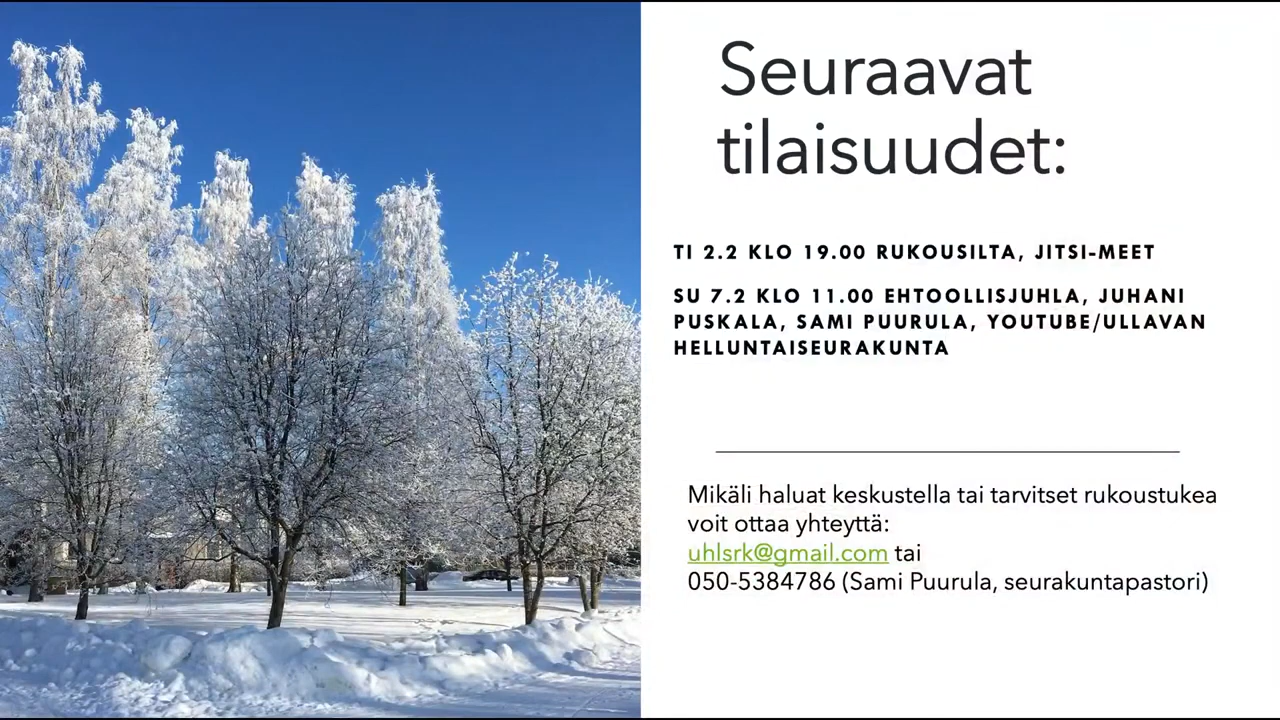 Seuraavat
tilaisuudet:
TI 2.2 KLO 19.00 RUKOUSILTA, JITSI-MEET
SU 7.2 KLO 11.00 EHTOOLLISJUHLA, JUHANI
PUSKALA, SAMI PUURULA, YOUTUBE/ULLAVAN
HELLUNTAISEURAKUNTA
Mikäli haluat keskustella tai tarvitset rukoustukea
voit ottaa yhteyttä:
uhlsrk@gmail.com tai
050-5384786 (Sami Puurula, seurakuntapastori)